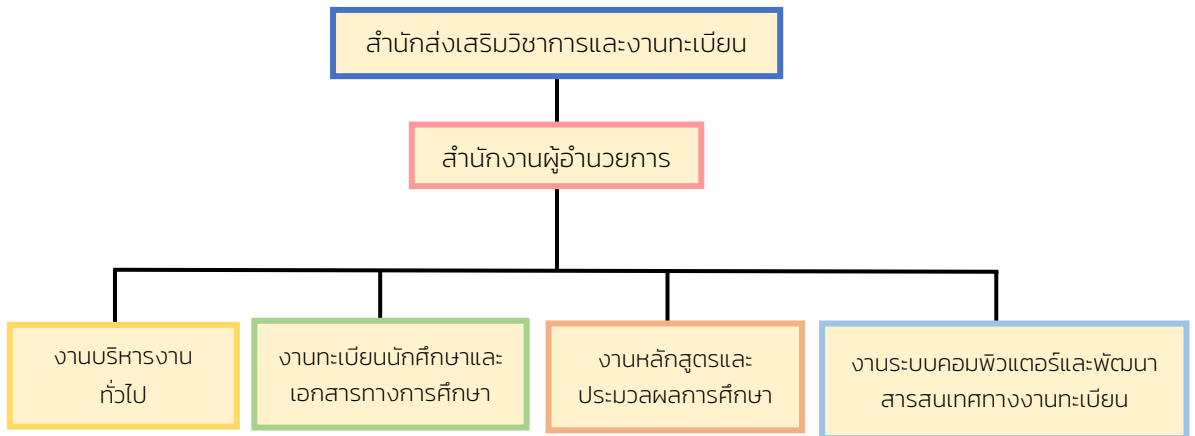 สำนักส่งเสริมวิชาการและงานทะเบียน
สำนักงานผู้อำนวยการ
งานบริหารงาน
ทั่วไป
งานทะเบียนนักศึกษาและ
เอกสารทางการศึกษา
งานหลักสูตรและ
ประมวลผลการศึกษา
งานระบบคอมพิวแตอร์และพัฒนา
สารสนเทศทางงานทะเบียน